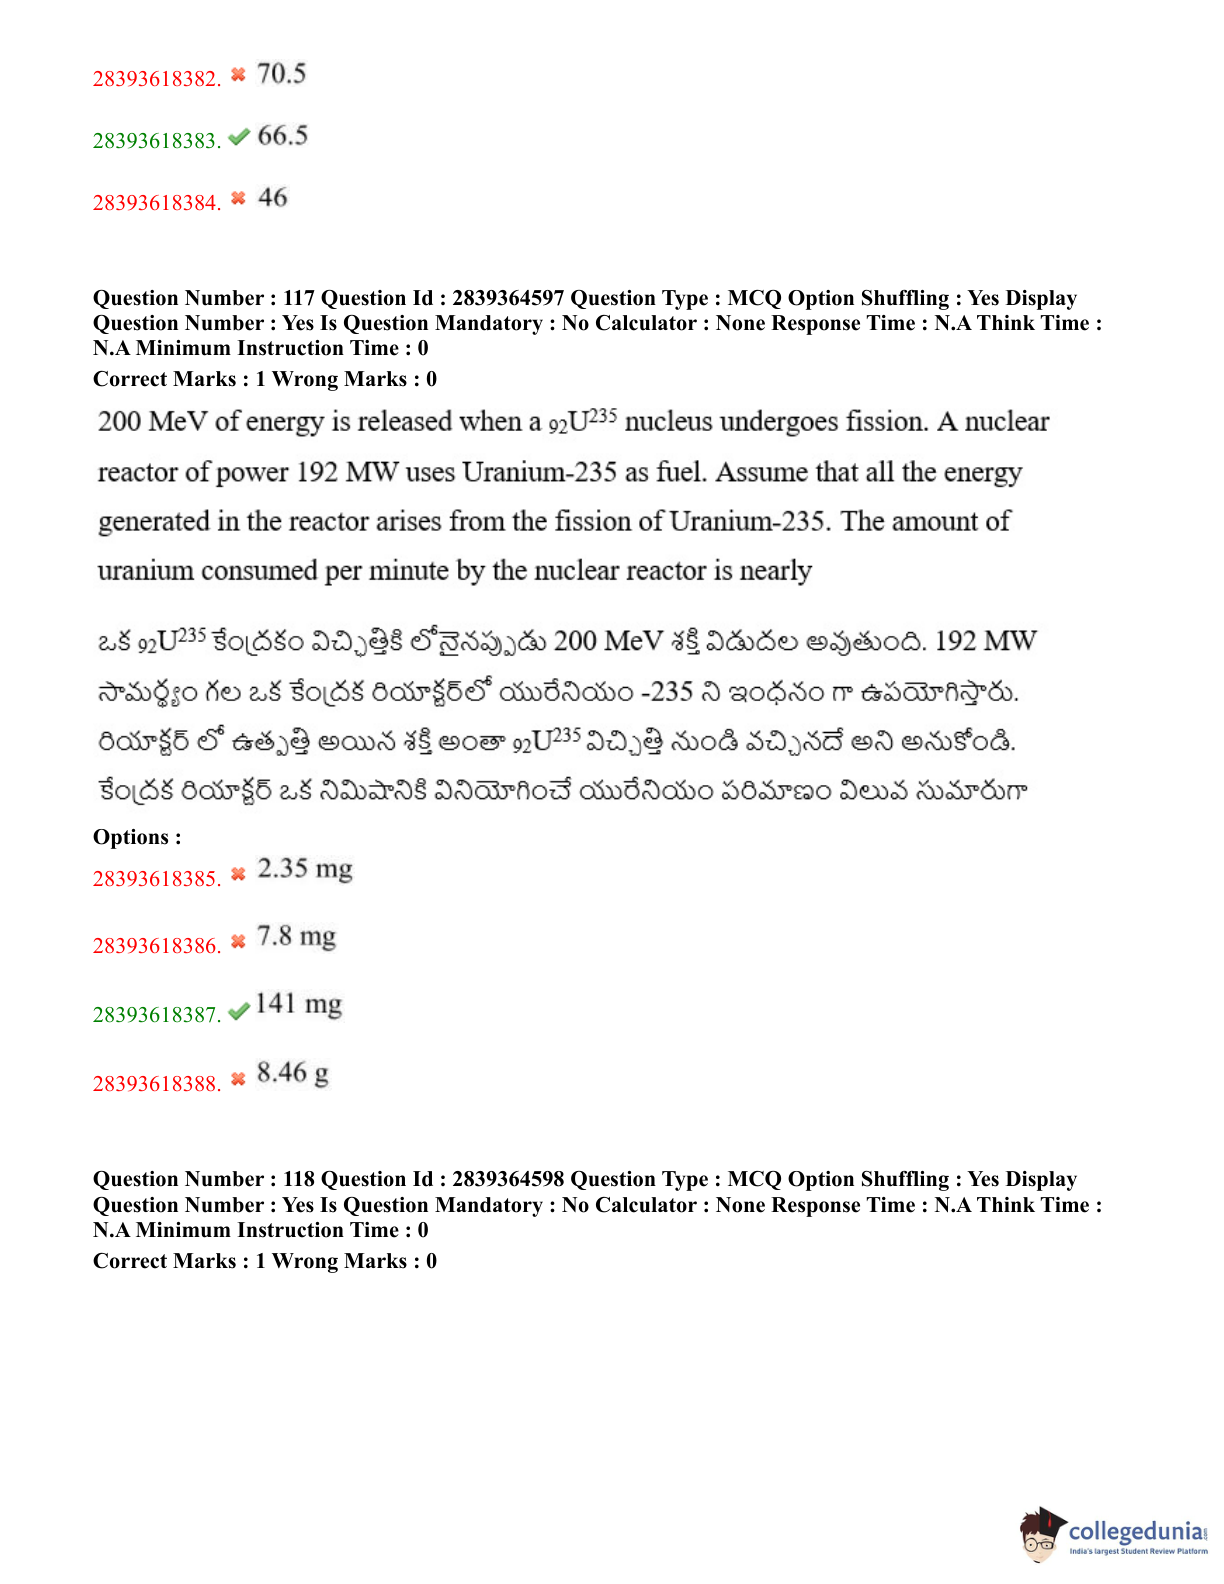 28393618382. ✖ 70.5
28393618383. ✔ 66.5
28393618384. ✖ 46
Question Number : 117 Question Id : 2839364597 Question Type : MCQ Option Shuffling : Yes Display
Question Number : Yes Is Question Mandatory : No Calculator : None Response Time : N.A Think Time :
N.A Minimum Instruction Time : 0
Correct Marks : 1 Wrong Marks : 0
200 MeV of energy is released when a ₉₂U²³⁵ nucleus undergoes fission. A nuclear
reactor of power 192 MW uses Uranium-235 as fuel. Assume that all the energy
generated in the reactor arises from the fission of Uranium-235. The amount of
uranium consumed per minute by the nuclear reactor is nearly
ఒక ₉₂U²³⁵ కేంద్రకం విచ్ఛిత్తికి లోనైనప్పుడు 200 MeV శక్తి విడుదల అవుతుంది. 192 MW
సామర్థ్యం గల ఒక కేంద్రక రియాక్టర్‌లో యురేనియం -235 ని ఇంధనం గా ఉపయోగిస్తారు.
రియాక్టర్ లో ఉత్పత్తి అయిన శక్తి అంతా ₉₂U²³⁵ విచ్ఛిత్తి నుండి వచ్చినదే అని అనుకోండి.
కేంద్రక రియాక్టర్ ఒక నిమిషానికి వినియోగించే యురేనియం పరిమాణం విలువ సుమారుగా
Options :
28393618385. ✖ 2.35 mg
28393618386. ✖ 7.8 mg
28393618387. ✔ 141 mg
28393618388. ✖ 8.46 g
Question Number : 118 Question Id : 2839364598 Question Type : MCQ Option Shuffling : Yes Display
Question Number : Yes Is Question Mandatory : No Calculator : None Response Time : N.A Think Time :
N.A Minimum Instruction Time : 0
Correct Marks : 1 Wrong Marks : 0
collegedunia
India's largest Student Review Platform